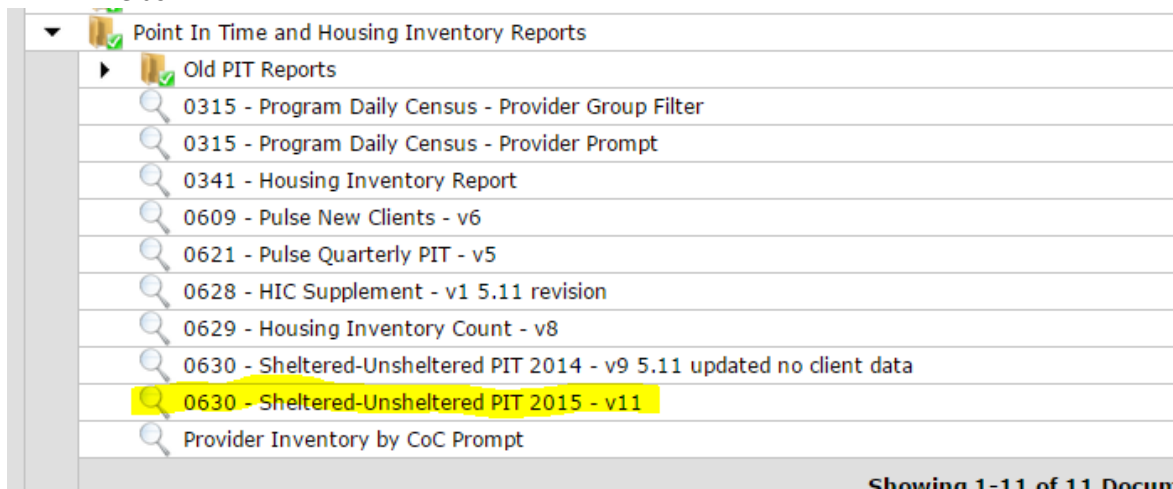 Point In Time and Housing Inventory Reports
Old PIT Reports
0315 - Program Daily Census - Provider Group Filter
0315 - Program Daily Census - Provider Prompt
0341 - Housing Inventory Report
0609 - Pulse New Clients - v6
0621 - Pulse Quarterly PIT - v5
0628 - HIC Supplement - v1 5.11 revision
0629 - Housing Inventory Count - v8
0630 - Sheltered-Unsheltered PIT 2014 - v9 5.11 updated no client data
0630 - Sheltered-Unsheltered PIT 2015 - v11
Provider Inventory by CoC Prompt
Showing 1-11 of 11 Docum